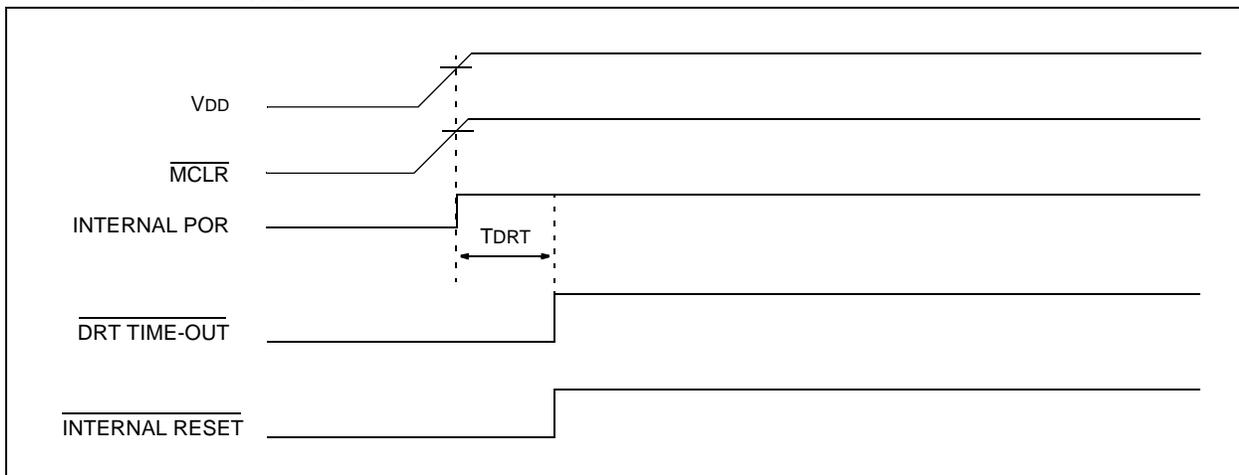 VDD
MCLR
INTERNAL POR
TDRT
DRT TIME-OUT
INTERNAL RESET